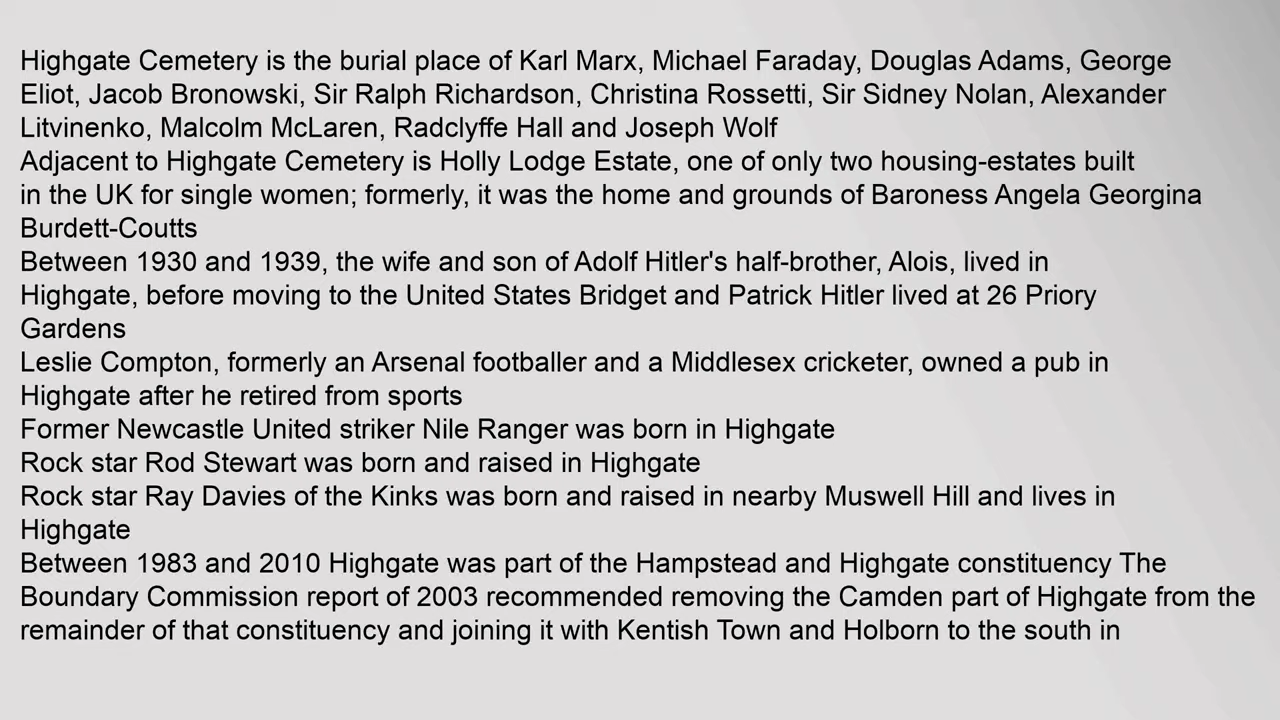 Highgate Cemetery is the burial place of Karl Marx, Michael Faraday, Douglas Adams, George
Eliot, Jacob Bronowski, Sir Ralph Richardson, Christina Rossetti, Sir Sidney Nolan, Alexander
Litvinenko, Malcolm McLaren, Radclyffe Hall and Joseph Wolf
Adjacent to Highgate Cemetery is Holly Lodge Estate, one of only two housing-estates built
in the UK for single women; formerly, it was the home and grounds of Baroness Angela Georgina
Burdett-Coutts
Between 1930 and 1939, the wife and son of Adolf Hitler's half-brother, Alois, lived in
Highgate, before moving to the United States Bridget and Patrick Hitler lived at 26 Priory
Gardens
Leslie Compton, formerly an Arsenal footballer and a Middlesex cricketer, owned a pub in
Highgate after he retired from sports
Former Newcastle United striker Nile Ranger was born in Highgate
Rock star Rod Stewart was born and raised in Highgate
Rock star Ray Davies of the Kinks was born and raised in nearby Muswell Hill and lives in
Highgate
Between 1983 and 2010 Highgate was part of the Hampstead and Highgate constituency The
Boundary Commission report of 2003 recommended removing the Camden part of Highgate from the
remainder of that constituency and joining it with Kentish Town and Holborn to the south in